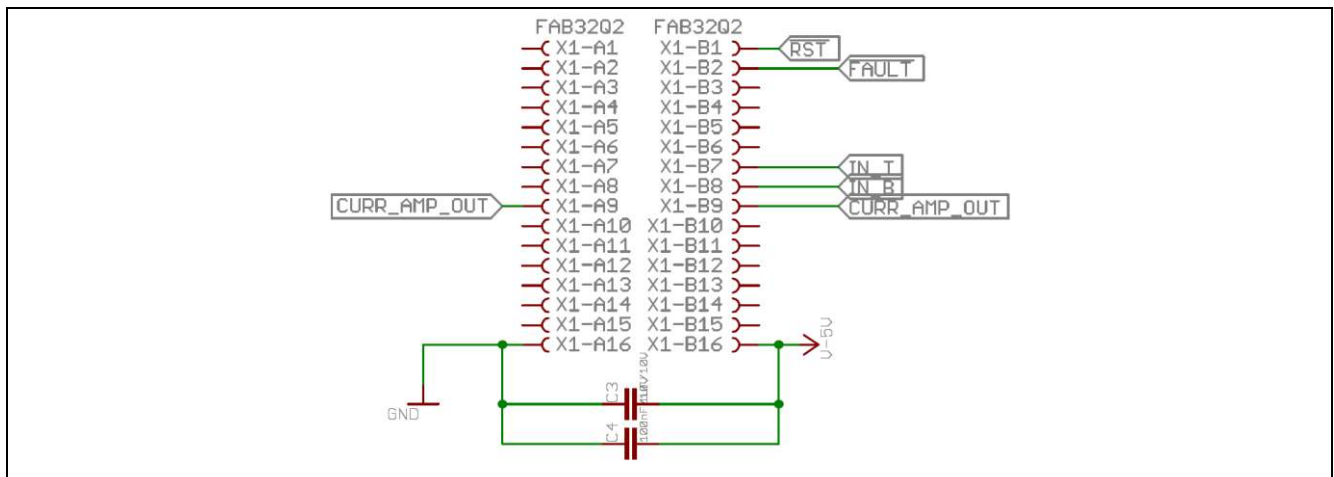 FAB32Q2 FAB32Q2
X1-A1 X1-B1 RST
X1-A2 X1-B2 FAULT
X1-A3 X1-B3
X1-A4 X1-B4
X1-A5 X1-B5
X1-A6 X1-B6
X1-A7 X1-B7 IN_T
X1-A8 X1-B8 IN_B
CURR_AMP_OUT X1-A9 X1-B9 CURR_AMP_OUT
X1-A10 X1-B10
X1-A11 X1-B11
X1-A12 X1-B12
X1-A13 X1-B13
X1-A14 X1-B14
X1-A15 X1-B15
X1-A16 X1-B16 V-5V
GND C3
C4 100nF